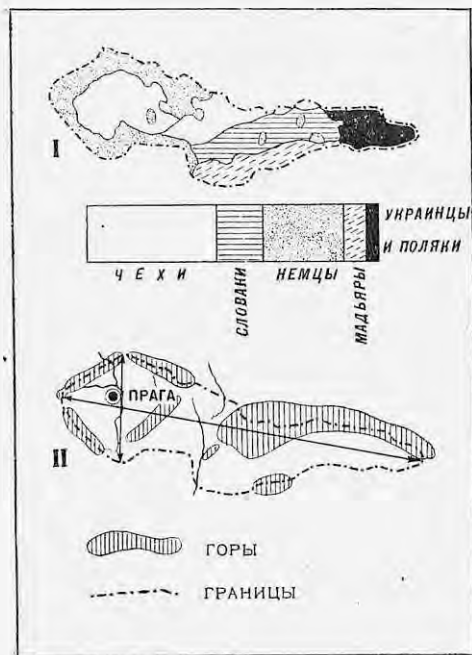 I
УКРАИНЦЫ
И ПОЛЯКИ
ЧЕХИ
СЛОВАКИ
НЕМЦЫ
МАДЬЯРЫ
ПРАГА
II
ГОРЫ
ГРАНИЦЫ